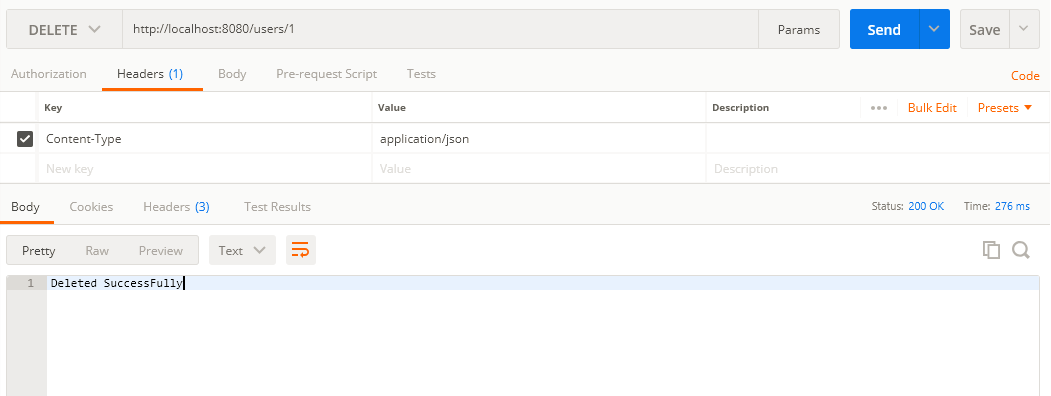 DELETE http://localhost:8080/users/1 Params Send Save
Authorization Headers (1) Body Pre-request Script Tests Code
Key Value Description ••• Bulk Edit Presets
Content-Type application/json
New key Value Description
Body Cookies Headers (3) Test Results Status: 200 OK Time: 276 ms
Pretty Raw Preview Text
1 Deleted SuccessFully